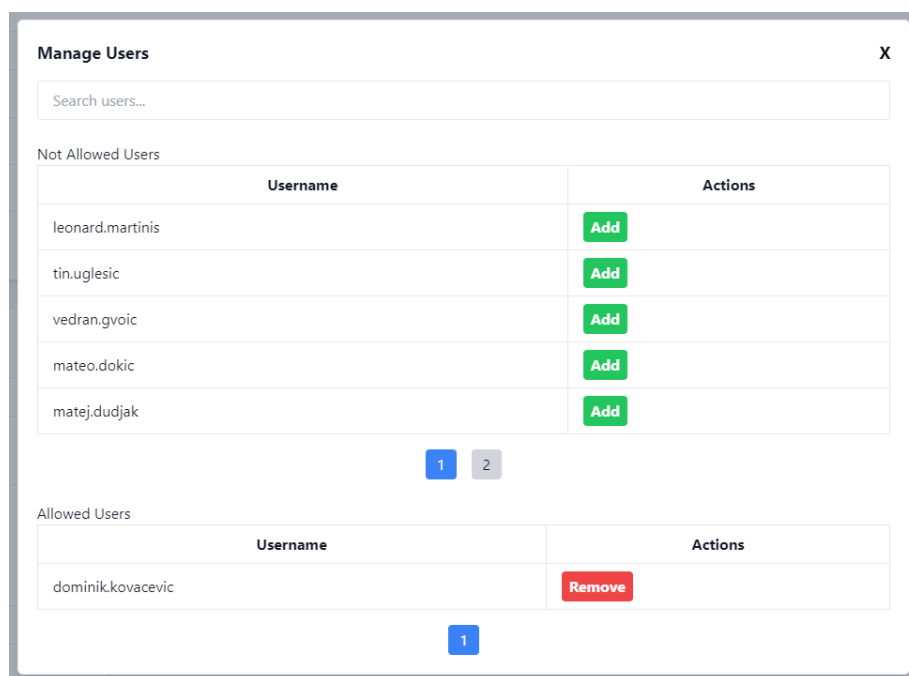 Manage Users X
Search users...
Not Allowed Users
Username Actions
leonard.martinis Add
tin.uglesic Add
vedran.gvoic Add
mateo.dokic Add
matej.dudjak Add
1 2
Allowed Users
Username Actions
dominik.kovacevic Remove
1